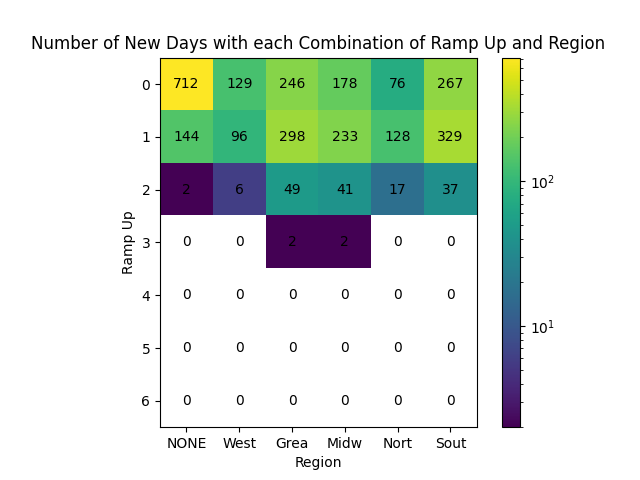 Number of New Days with each Combination of Ramp Up and Region
0 712 129 246 178 76 267
1 144 96 298 233 128 329
2 2 6 49 41 17 37
3 0 0 2 2 0 0
4 0 0 0 0 0 0
5 0 0 0 0 0 0
6 0 0 0 0 0 0
Ramp Up
NONE West Grea Midw Nort Sout
Region
10²
10¹